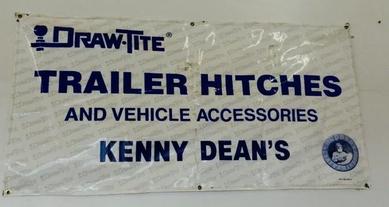 DRAW-TITE®
TRAILER HITCHES
AND VEHICLE ACCESSORIES
KENNY DEAN'S